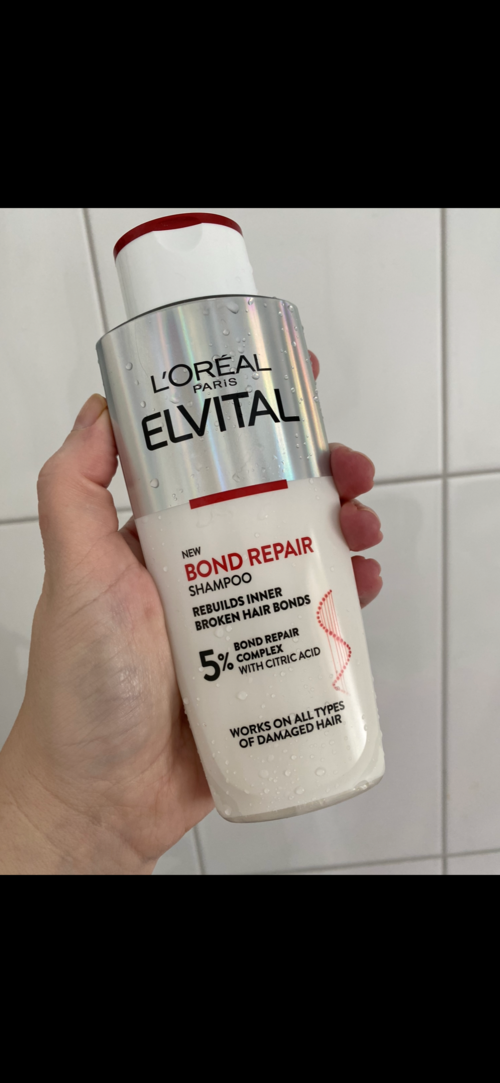 L'ORÉAL
PARIS
ELVITAL
NEW
BOND REPAIR
SHAMPOO
REBUILDS INNER
BROKEN HAIR BONDS
5% BOND REPAIR
COMPLEX
WITH CITRIC ACID
WORKS ON ALL TYPES
OF DAMAGED HAIR